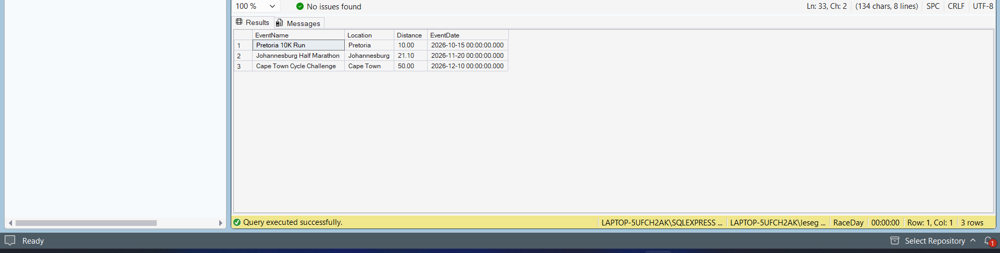 100 %
No issues found
Ln: 33, Ch: 2
(134 chars, 8 lines)
SPC
CRLF
UTF-8
Results
Messages
EventName Location Distance EventDate
1 Pretoria 10K Run Pretoria 10.00 2026-10-15 00:00:00.000
2 Johannesburg Half Marathon Johannesburg 21.10 2026-11-20 00:00:00.000
3 Cape Town Cycle Challenge Cape Town 50.00 2026-12-10 00:00:00.000
Query executed successfully.
LAPTOP-5UFCH2AK\SQLEXPRESS ...
LAPTOP-5UFCH2AK\leseg ...
RaceDay
00:00:00
Row: 1, Col: 1
3 rows
Ready
Select Repository
1